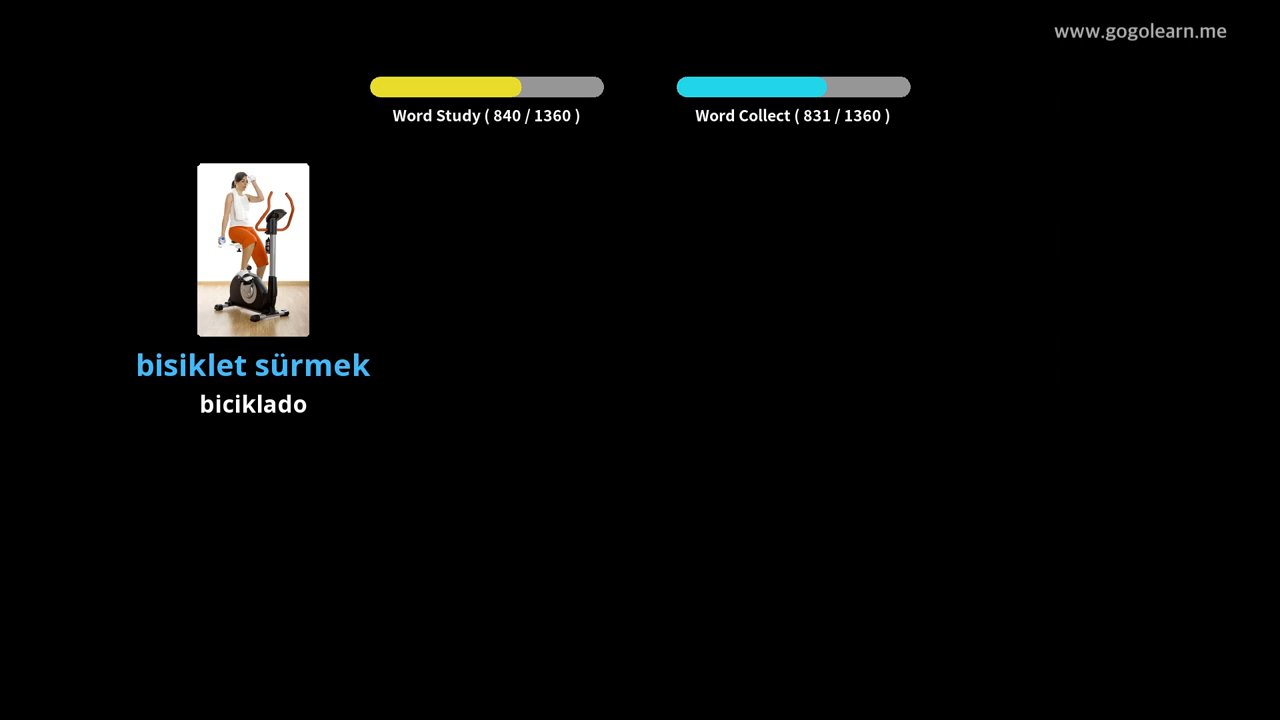 www.gogolearn.me
Word Study ( 840 / 1360 )
Word Collect ( 831 / 1360 )
bisiklet sürmek
biciklado